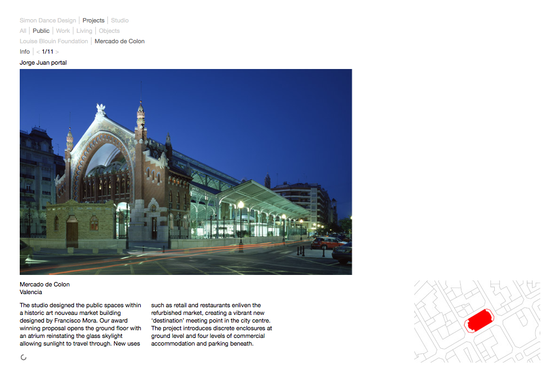 Simon Dance Design | Projects | Studio
All | Public | Work | Living | Objects
Louise Blouin Foundation | Mercado de Colon
Info | < 1/11 >
Jorge Juan portal
Mercado de Colon
Valencia
The studio designed the public spaces within
a historic art nouveau market building
designed by Francisco Mora. Our award
winning proposal opens the ground floor with
an atrium reinstating the glass skylight
allowing sunlight to travel through. New uses
such as retail and restaurants enliven the
refurbished market, creating a vibrant new
'destination' meeting point in the city centre.
The project introduces discrete enclosures at
ground level and four levels of commercial
accommodation and parking beneath.